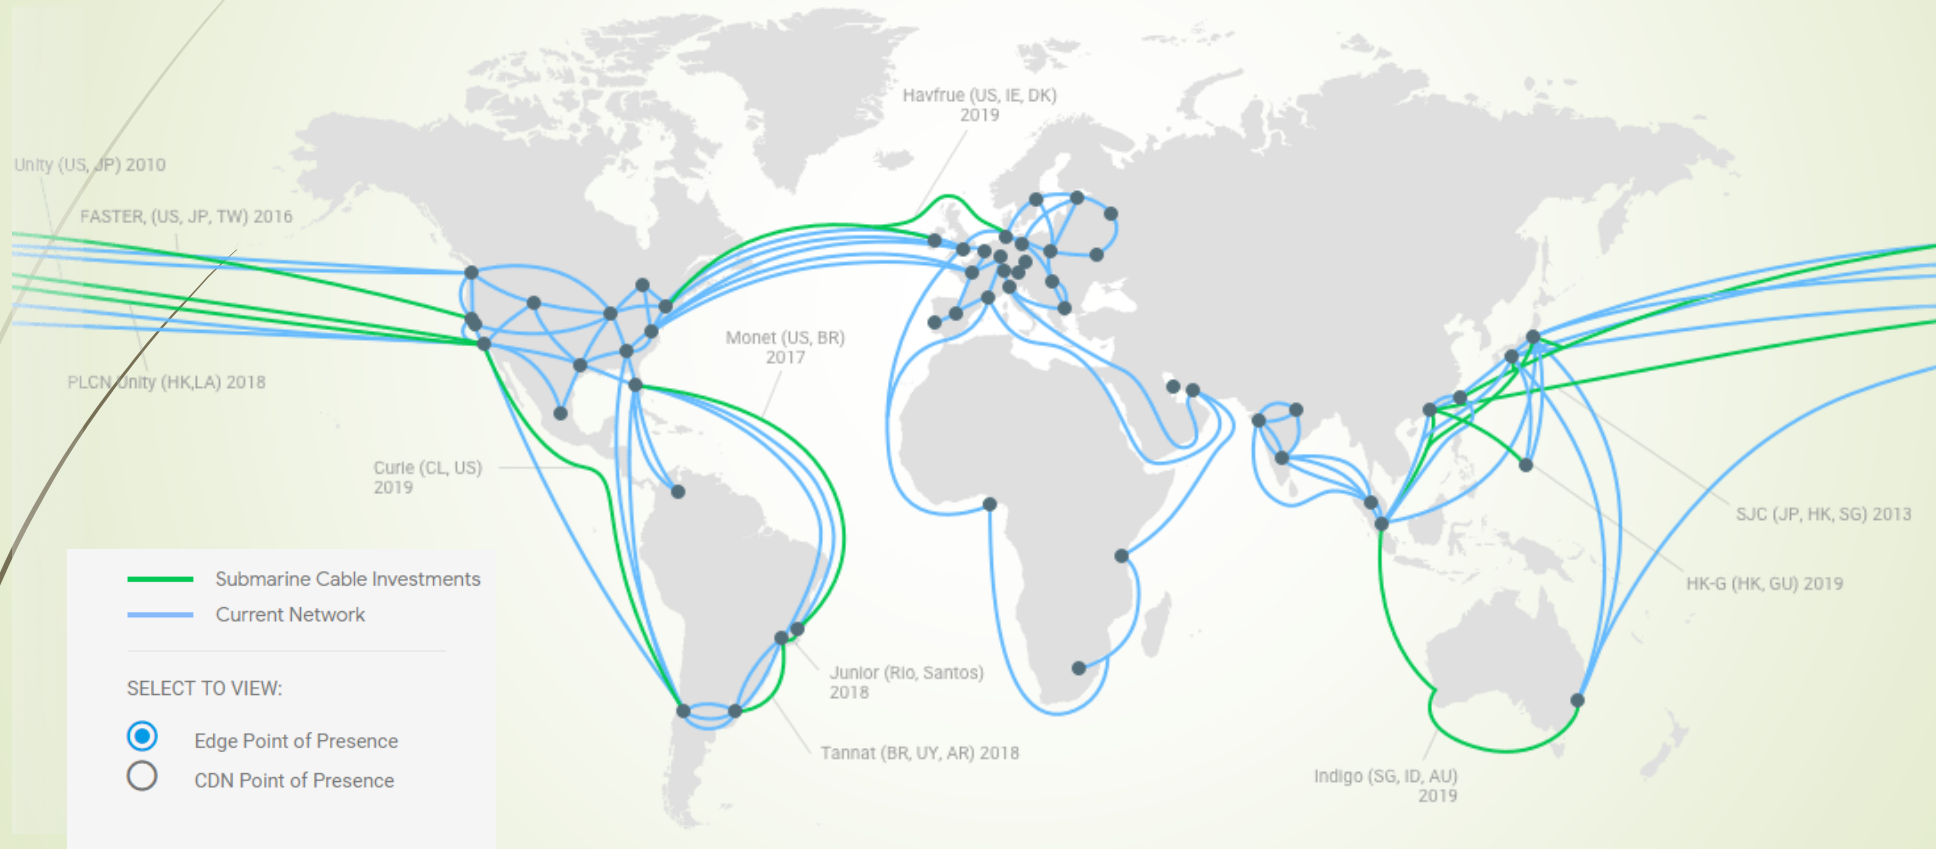 Havfrue (US, IE, DK)
2019
Unity (US, JP) 2010
FASTER, (US, JP, TW) 2016
Monet (US, BR)
2017
PLCN Unity (HK,LA) 2018
Curie (CL, US)
2019
SJC (JP, HK, SG) 2013
HK-G (HK, GU) 2019
Submarine Cable Investments
Current Network
SELECT TO VIEW:
Edge Point of Presence
CDN Point of Presence
Junior (Rio, Santos)
2018
Tannat (BR, UY, AR) 2018
Indigo (SG, ID, AU)
2019